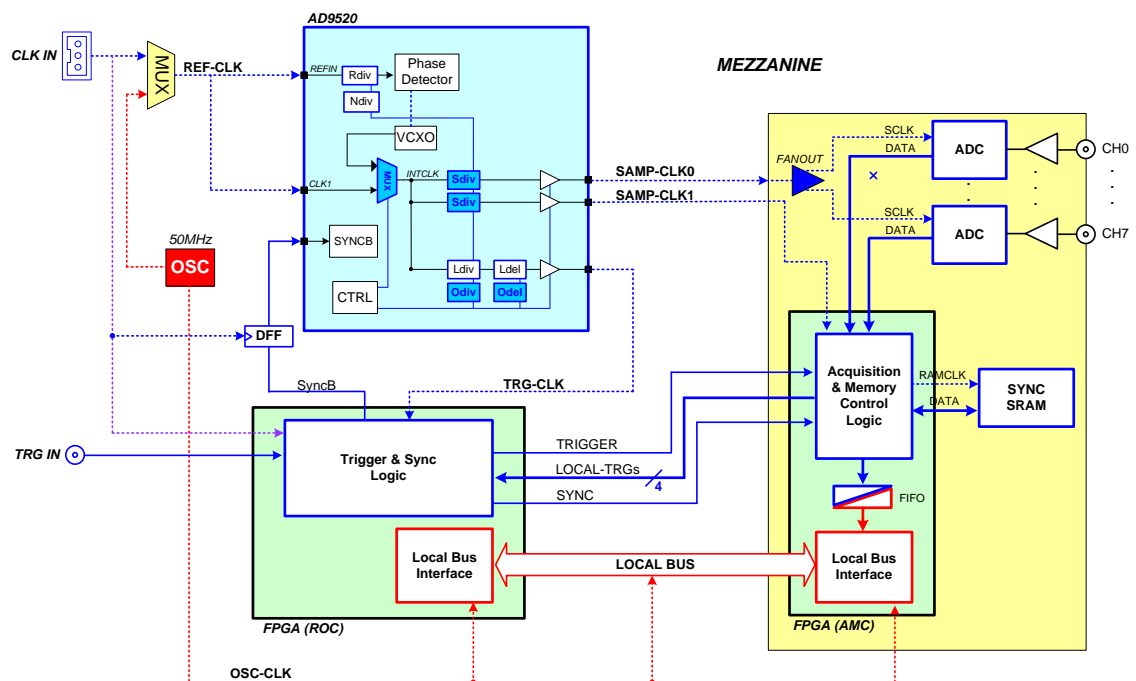 AD9520
CLK IN
MUX
REF-CLK
REFIN
Rdiv
Phase
Detector
Ndiv
VCXO
MUX
INTCLK
CLK1
Sdiv
Sdiv
SYNCB
Ldiv
Ldel
Odiv
Odel
CTRL
50MHz
OSC
DFF
SyncB
SAMP-CLK0
SAMP-CLK1
TRG-CLK
MEZZANINE
FANOUT
SCLK
DATA
ADC
CH0
SCLK
DATA
ADC
CH7
TRG IN
Trigger & Sync
Logic
TRIGGER
LOCAL-TRGs
4
SYNC
Acquisition
& Memory
Control
Logic
RAMCLK
DATA
SYNC
SRAM
FIFO
Local Bus
Interface
LOCAL BUS
Local Bus
Interface
FPGA (ROC)
FPGA (AMC)
OSC-CLK